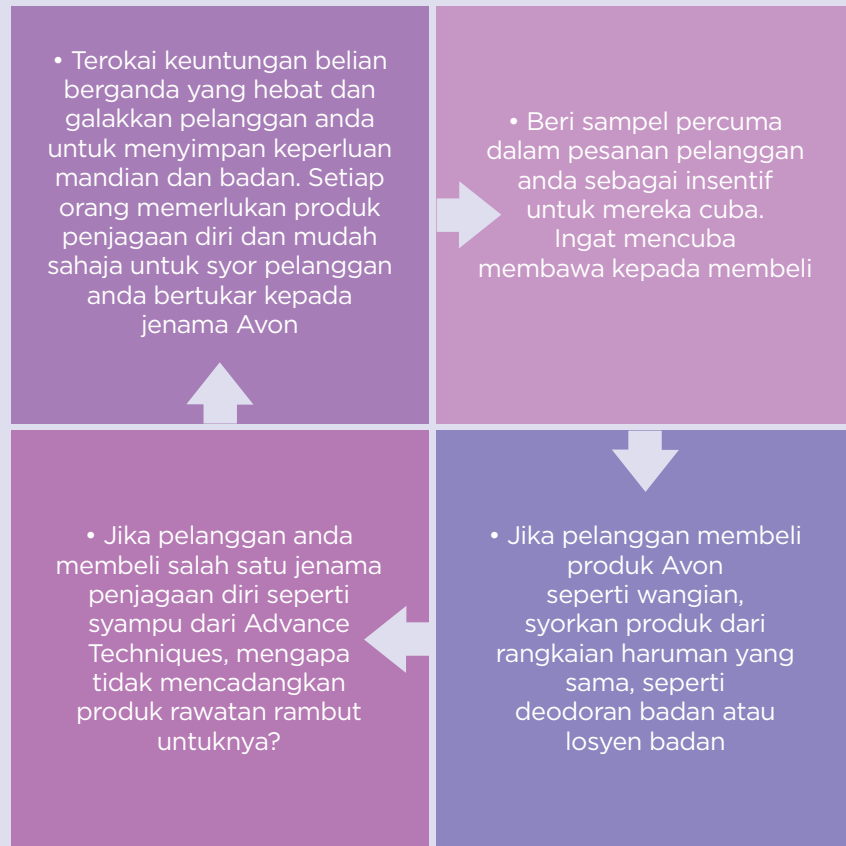 • Terokai keuntungan belian
berganda yang hebat dan
galakkan pelanggan anda
untuk menyimpan keperluan
mandian dan badan. Setiap
orang memerlukan produk
penjagaan diri dan mudah
sahaja untuk syor pelanggan
anda bertukar kepada
jenama Avon
• Beri sampel percuma
dalam pesanan pelanggan
anda sebagai insentif
untuk mereka cuba.
Ingat mencuba
membawa kepada membeli
• Jika pelanggan membeli
produk Avon
seperti wangian,
syorkan produk dari
rangkaian haruman yang
sama, seperti
deodoran badan atau
losyen badan
• Jika pelanggan anda
membeli salah satu jenama
penjagaan diri seperti
syampu dari Advance
Techniques, mengapa
tidak mencadangkan
produk rawatan rambut
untuknya?